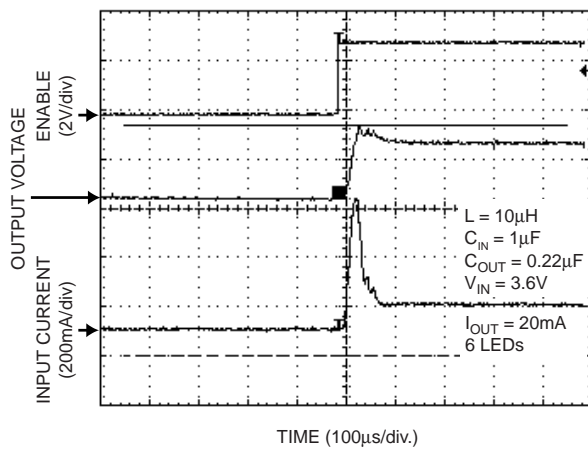 ENABLE
(2V/div)
OUTPUT VOLTAGE
INPUT CURRENT
(200mA/div)
L = 10μH
C_IN = 1μF
C_OUT = 0.22μF
V_IN = 3.6V
I_OUT = 20mA
6 LEDs
TIME (100μs/div.)